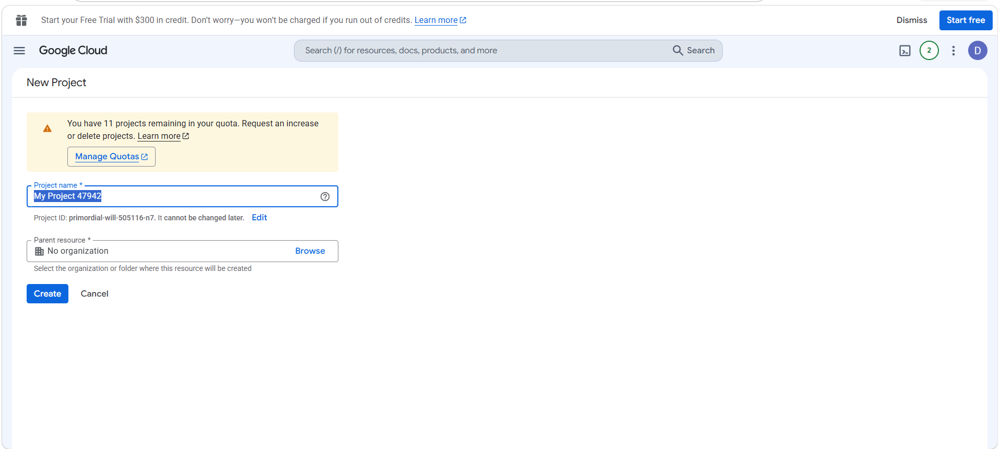 Start your Free Trial with $300 in credit. Don’t worry—you won’t be charged if you run out of credits. Learn more
Dismiss
Start free
Google Cloud
Search (/) for resources, docs, products, and more
Search
2
D
New Project
You have 11 projects remaining in your quota. Request an increase
or delete projects. Learn more
Manage Quotas
Project name *
My Project 47942
Project ID: primordial-will-505116-n7. It cannot be changed later. Edit
Parent resource *
No organization
Browse
Select the organization or folder where this resource will be created
Create
Cancel